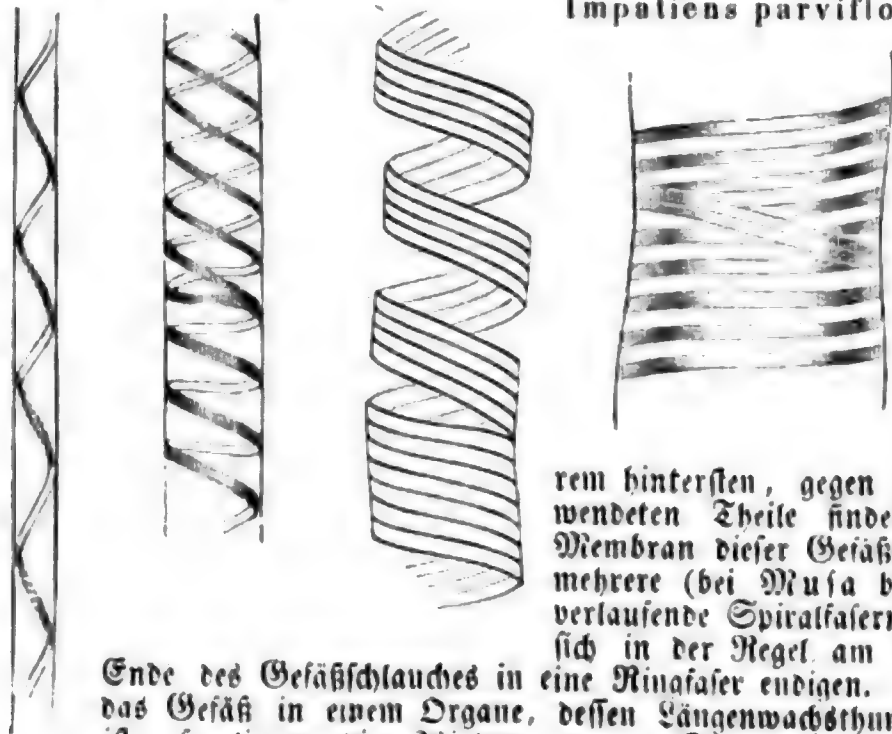 Impatiens parviflo
rem hintersten, gegen
wendeten Theile finde
Membran dieser Gefäß
mehrere (bei Musa b
verlaufende Spiralfasern
sich in der Regel am
Ende des Gefäßschlauches in eine Ringfaser endigen.
das Gefäß in einem Organe, dessen Längenwachsthum